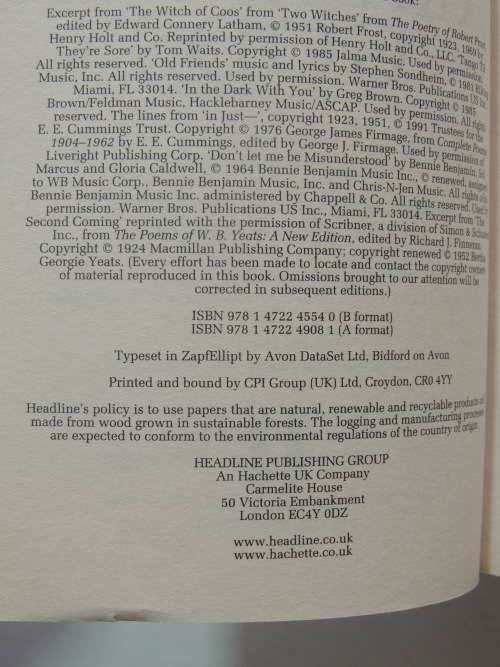 book:
Excerpt from 'The Witch of Coos' from 'Two Witches' from The Poetry of Robert Frost,
edited by Edward Connery Latham, © 1951 Robert Frost, copyright 1923, 1969 ©
Henry Holt and Co. Reprinted by permission of Henry Holt and Co., LLC. 'Tango Till
They're Sore' by Tom Waits. Copyright © 1985 Jalma Music. Used by permission.
All rights reserved. 'Old Friends' music and lyrics by Stephen Sondheim, © 1981
Music, Inc. All rights reserved. Used by permission. Warner Bros. Publications US Inc.,
Miami, FL 33014. 'In the Dark With You' by Greg Brown. Copyright © 1985
Brown/Feldman Music, Hacklebarney Music/ASCAP. Used by permission. All rights
reserved. The lines from 'in Just—', copyright 1923, 1951, © 1991 Trustees for the
E. E. Cummings Trust. Copyright © 1976 George James Firmage, from Complete Poems
1904–1962 by E. E. Cummings, edited by George J. Firmage. Used by permission of
Liveright Publishing Corp. 'Don't let me be Misunderstood' by Bennie Benjamin, Sol
Marcus and Gloria Caldwell, © 1964 Bennie Benjamin Music, Inc., © renewed, assigned
to WB Music Corp., Bennie Benjamin Music, Inc. and Chris-N-Jen Music. All rights o/b/o
Bennie Benjamin Music Inc. administered by Chappell & Co. All rights reserved. Used by
permission. Warner Bros. Publications US Inc., Miami, FL 33014. Excerpt from 'The
Second Coming' reprinted with the permission of Scribner, a division of Simon & Schuster
Inc., from the Poems of W. B. Yeats: A New Edition, edited by Richard J. Finneran.
Copyright © 1924 Macmillan Publishing Company; copyright renewed © 1952 Bertha
Georgie Yeats. (Every effort has been made to locate and contact the copyright owners
of material reproduced in this book. Omissions brought to our attention will be
corrected in subsequent editions.)
ISBN 978 1 4722 4554 0 (B format)
ISBN 978 1 4722 4908 1 (A format)
Typeset in ZapfEllipt by Avon DataSet Ltd, Bidford on Avon
Printed and bound by CPI Group (UK) Ltd, Croydon, CR0 4YY
Headline's policy is to use papers that are natural, renewable and recyclable products and
made from wood grown in sustainable forests. The logging and manufacturing processes
are expected to conform to the environmental regulations of the country of origin.
HEADLINE PUBLISHING GROUP
An Hachette UK Company
Carmelite House
50 Victoria Embankment
London EC4Y 0DZ
www.headline.co.uk
www.hachette.co.uk